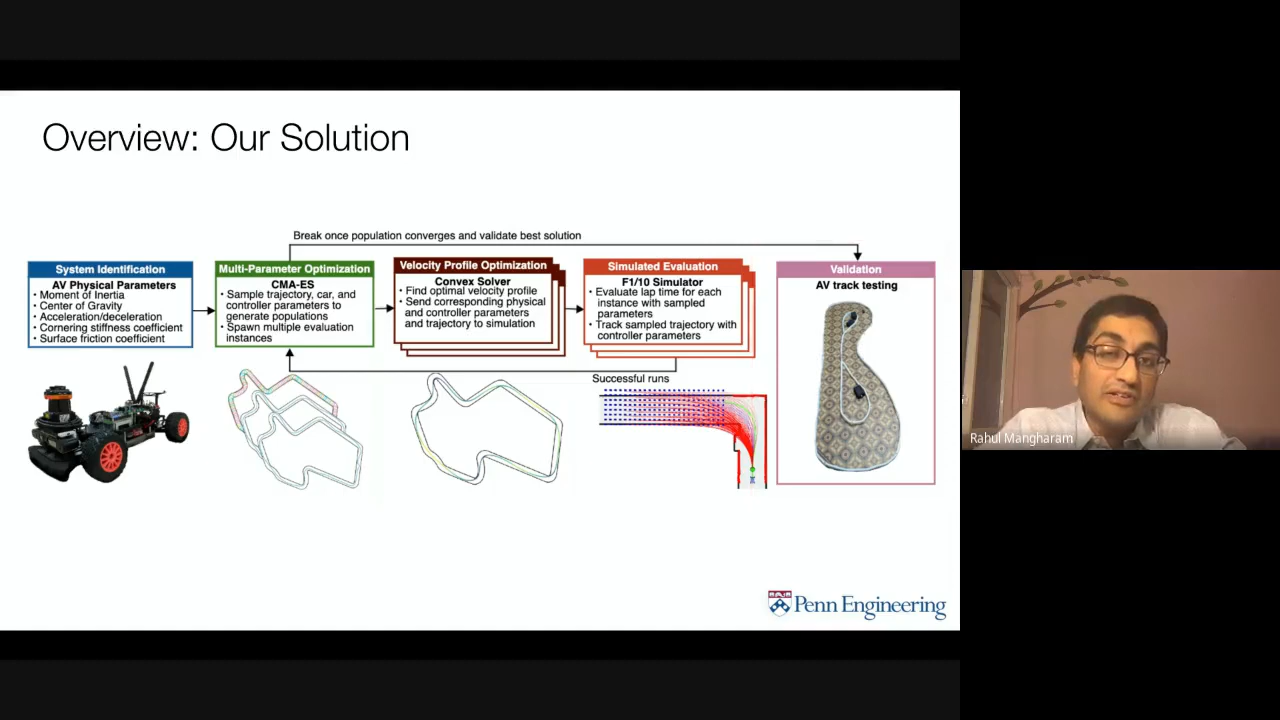 Overview: Our Solution
Break once population converges and validate best solution
System Identification
AV Physical Parameters
• Moment of Inertia
• Center of Gravity
• Acceleration/deceleration
• Cornering stiffness coefficient
• Surface friction coefficient
Multi-Parameter Optimization
CMA-ES
• Sample trajectory, car, and
controller parameters to
generate populations
• Spawn multiple evaluation
instances
Velocity Profile Optimization
Convex Solver
• Find optimal velocity profile
• Send corresponding physical
and controller parameters
and trajectory to simulation
Simulated Evaluation
F1/10 Simulator
• Evaluate lap time for each
instance with sampled
parameters
• Track sampled trajectory with
controller parameters
Validation
AV track testing
Successful runs
Penn Engineering
Rahul Mangharam